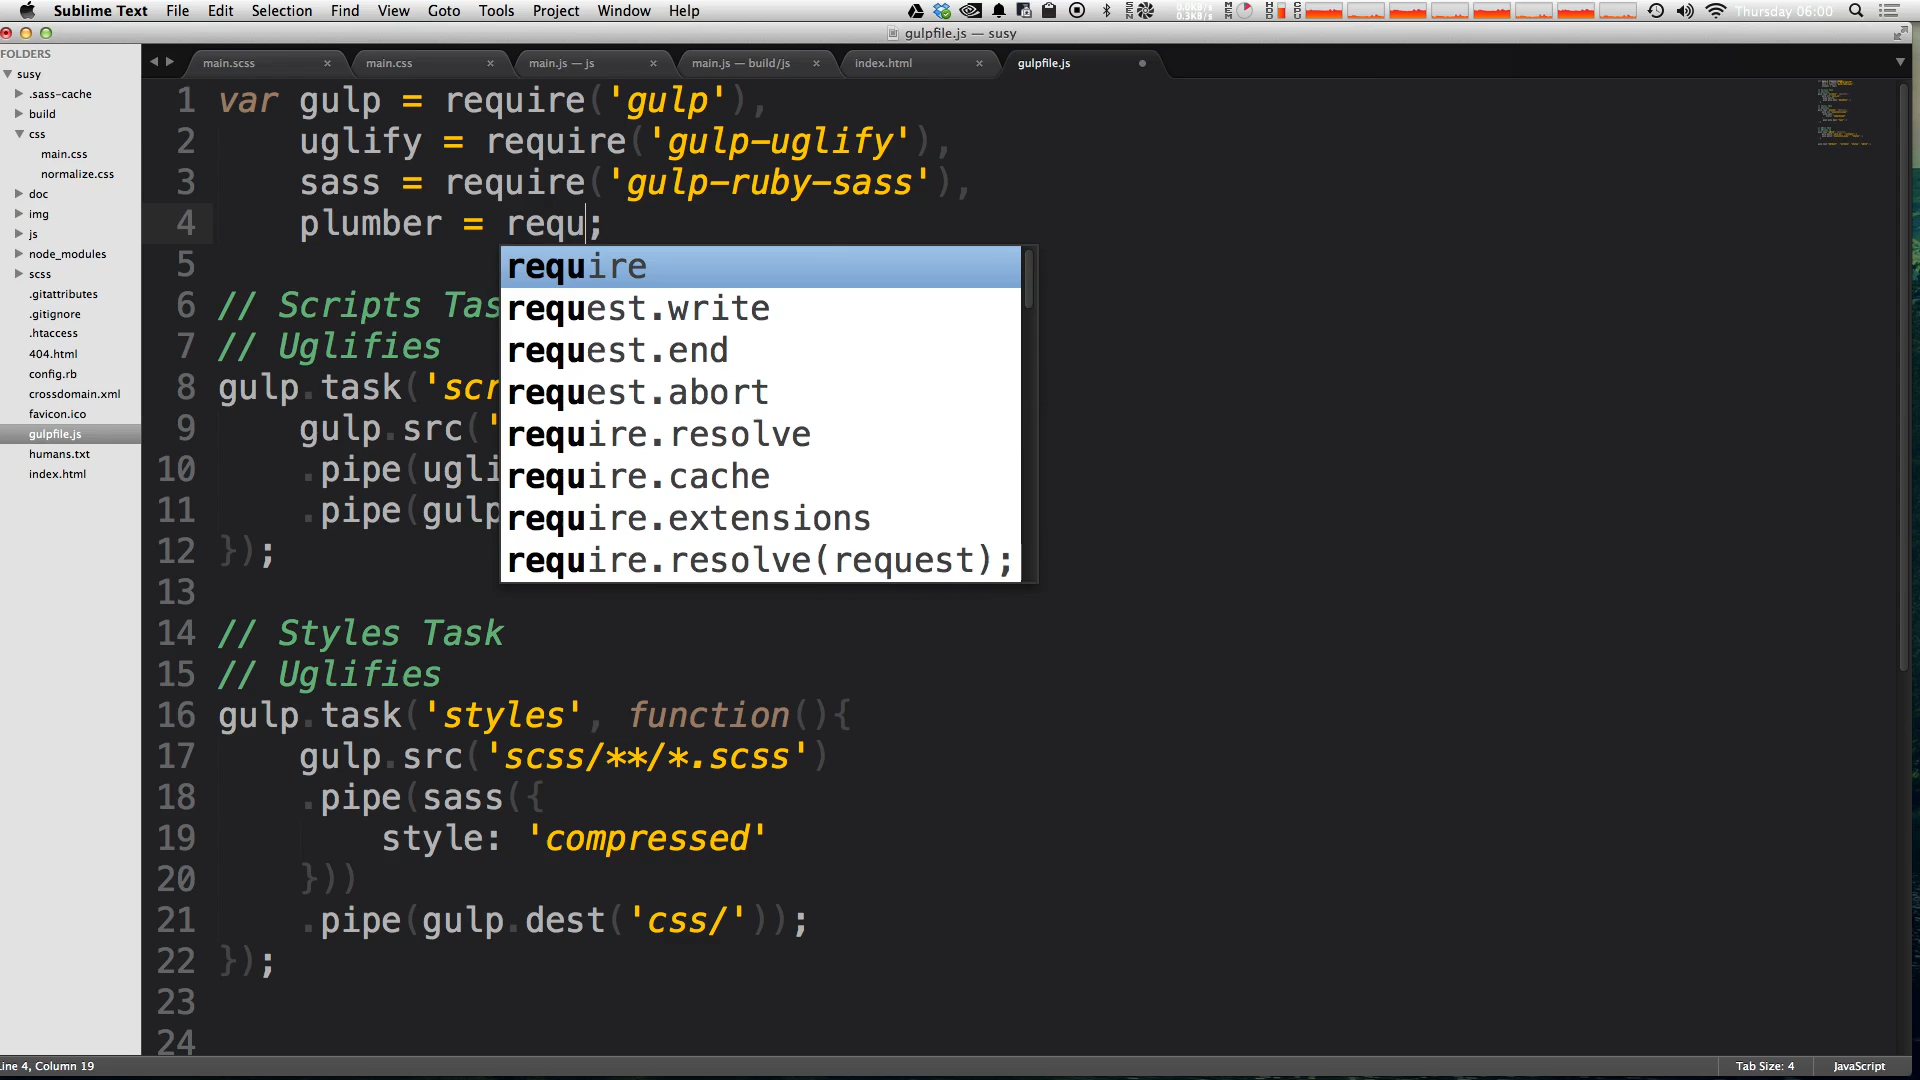 Sublime Text File Edit Selection Find View Goto Tools Project Window Help Thursday 06:00
gulpfile.js — susy
FOLDERS
susy
.sass-cache
build
css
main.css
normalize.css
doc
img
js
node_modules
scss
.gitattributes
.gitignore
.htaccess
404.html
config.rb
crossdomain.xml
favicon.ico
gulpfile.js
humans.txt
index.html
main.scss × main.css × main.js — js × main.js — build/js × index.html × gulpfile.js
1 var gulp = require('gulp'),
2 uglify = require('gulp-uglify'),
3 sass = require('gulp-ruby-sass'),
4 plumber = requ;
5
6 // Scripts Tas
7 // Uglifies
8 gulp.task('scr
9 gulp.src('
10 .pipe(ugli
11 .pipe(gulp
12 });
13
require
request.write
request.end
request.abort
require.resolve
require.cache
require.extensions
require.resolve(request);
14 // Styles Task
15 // Uglifies
16 gulp.task('styles', function(){
17 gulp.src('scss/**/*.scss')
18 .pipe(sass({
19 style: 'compressed'
20 }))
21 .pipe(gulp.dest('css/'));
22 });
23
24
ine 4, Column 19 Tab Size: 4 JavaScript